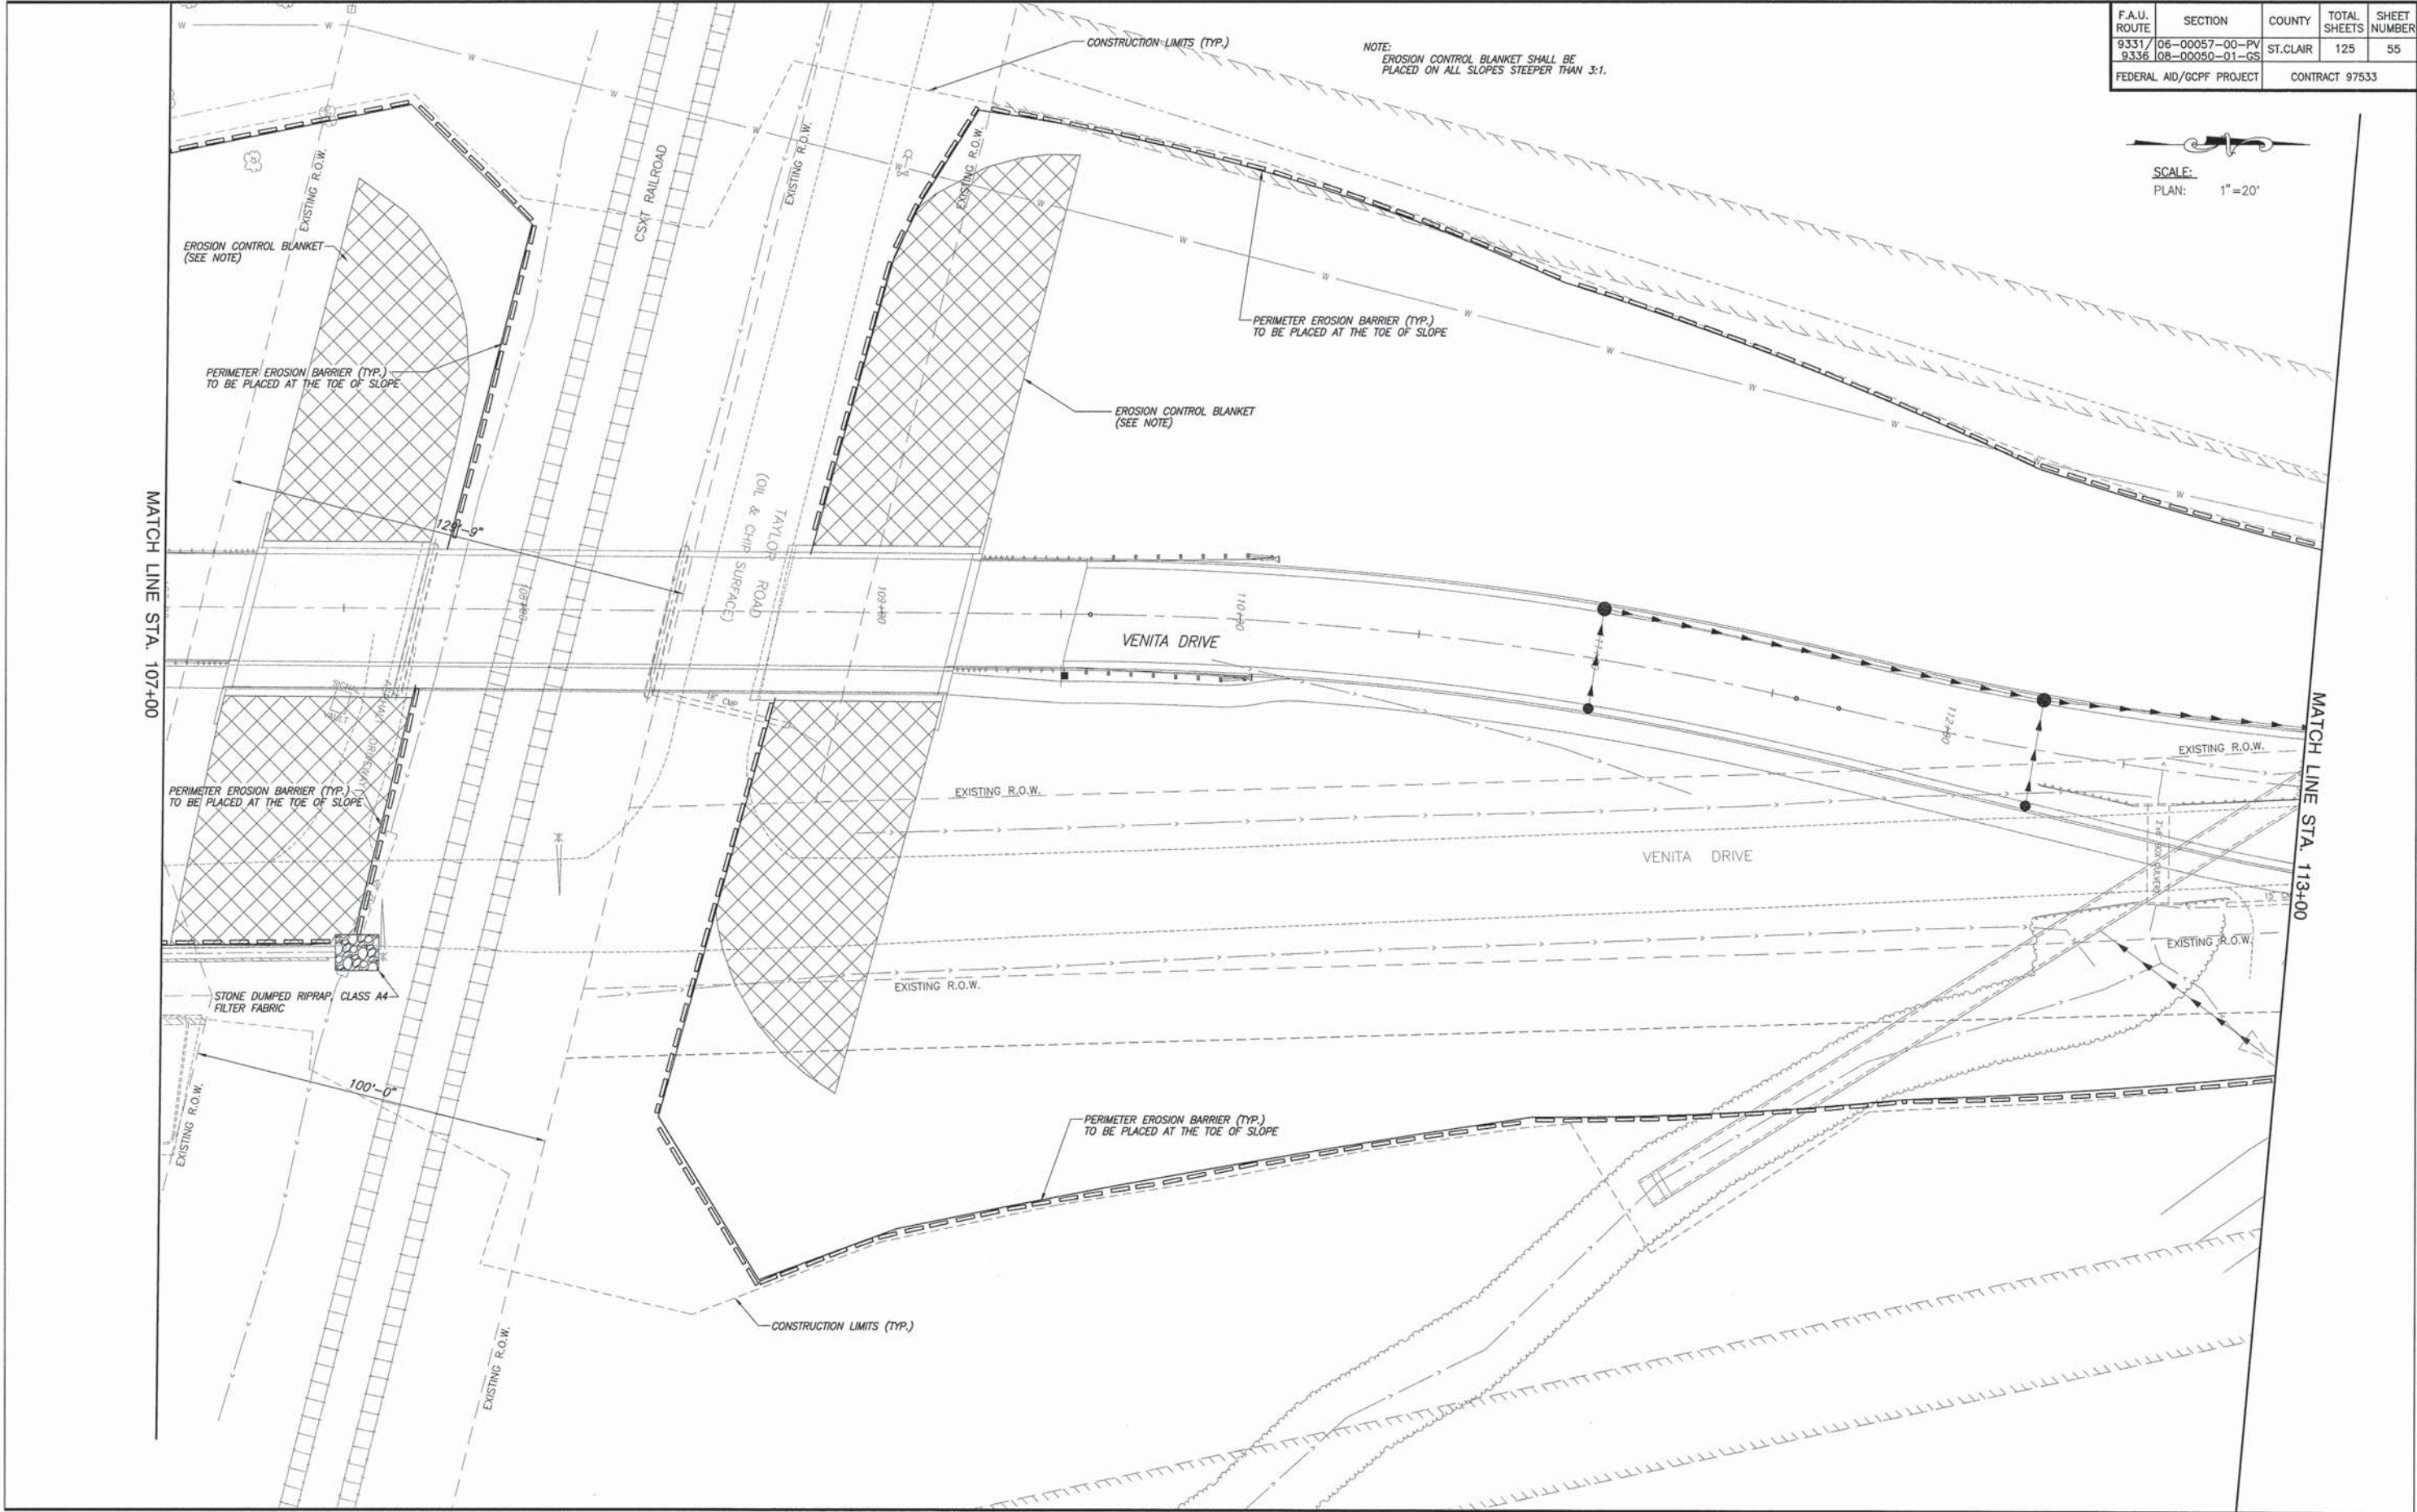 F.A.U. ROUTE
SECTION
COUNTY
TOTAL SHEETS
SHEET NUMBER
9331/ 9336
06-00057-00-PV
08-00050-01-GS
ST.CLAIR
125
55
FEDERAL AID/GCPF PROJECT
CONTRACT 97533
SCALE:
PLAN: 1"=20'
NOTE:
EROSION CONTROL BLANKET SHALL BE
PLACED ON ALL SLOPES STEEPER THAN 3:1.
CONSTRUCTION LIMITS (TYP.)
EXISTING R.O.W.
CSXT RAILROAD
EXISTING R.O.W.
EXISTING R.O.W.
EROSION CONTROL BLANKET
(SEE NOTE)
PERIMETER EROSION BARRIER (TYP.)
TO BE PLACED AT THE TOE OF SLOPE
PERIMETER EROSION BARRIER (TYP.)
TO BE PLACED AT THE TOE OF SLOPE
EROSION CONTROL BLANKET
(SEE NOTE)
MATCH LINE STA. 107+00
129'-9"
TAYLOR ROAD
(OIL & CHIP SURFACE)
108+00
109+00
110+00
VENITA DRIVE
112+00
MATCH LINE STA. 113+00
CMP
VAULT
ASPHALT
DRIVEWAY
PERIMETER EROSION BARRIER (TYP.)
TO BE PLACED AT THE TOE OF SLOPE
EXISTING R.O.W.
EXISTING R.O.W.
VENITA DRIVE
EXISTING R.O.W.
EXISTING R.O.W.
STONE DUMPED RIPRAP, CLASS A4
FILTER FABRIC
EXISTING R.O.W.
100'-0"
PERIMETER EROSION BARRIER (TYP.)
TO BE PLACED AT THE TOE OF SLOPE
CONSTRUCTION LIMITS (TYP.)
EXISTING R.O.W.